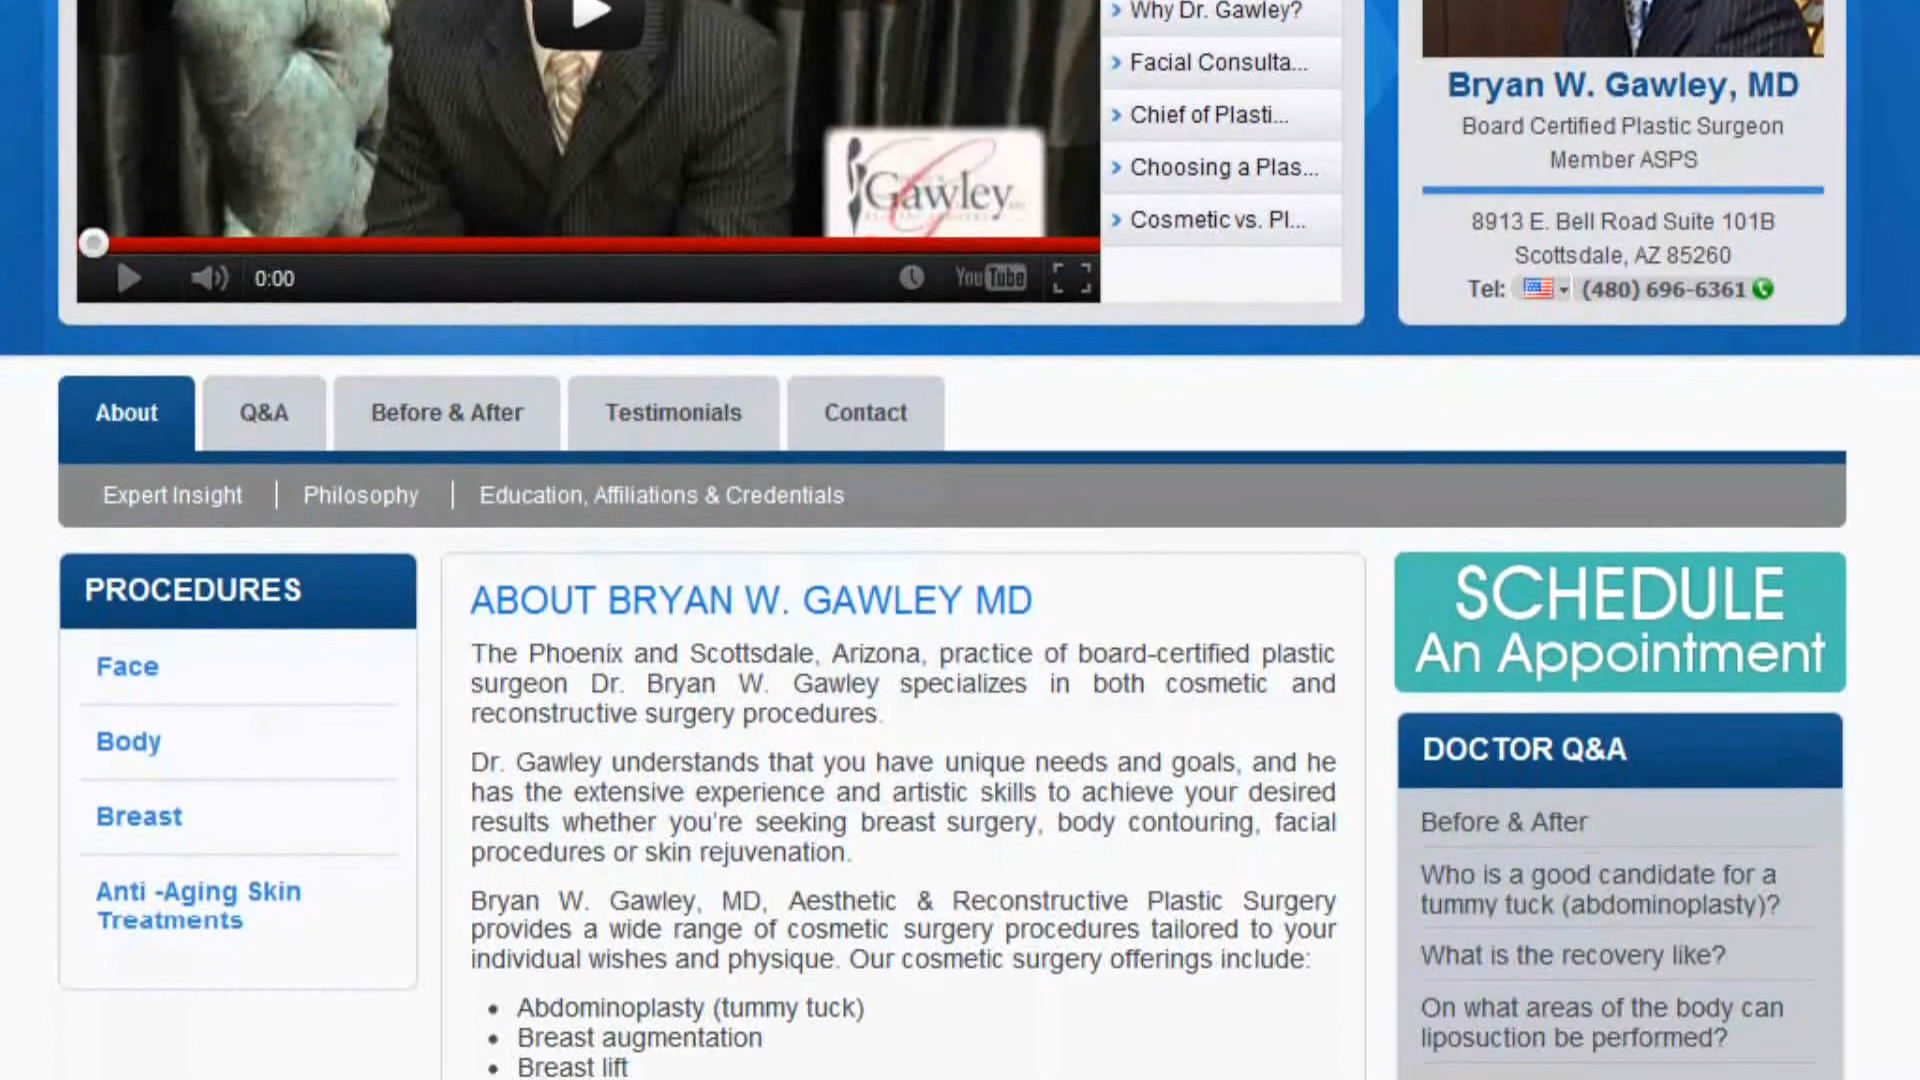 Why Dr. Gawley?
Facial Consulta...
Chief of Plasti...
Choosing a Plas...
Cosmetic vs. Pl...
Gawley
0:00
YouTube
Bryan W. Gawley, MD
Board Certified Plastic Surgeon
Member ASPS
8913 E. Bell Road Suite 101B
Scottsdale, AZ 85260
Tel: (480) 696-6361
About
Q&A
Before & After
Testimonials
Contact
Expert Insight
Philosophy
Education, Affiliations & Credentials
PROCEDURES
Face
Body
Breast
Anti -Aging Skin
Treatments
ABOUT BRYAN W. GAWLEY MD
The Phoenix and Scottsdale, Arizona, practice of board-certified plastic
surgeon Dr. Bryan W. Gawley specializes in both cosmetic and
reconstructive surgery procedures.
Dr. Gawley understands that you have unique needs and goals, and he
has the extensive experience and artistic skills to achieve your desired
results whether you're seeking breast surgery, body contouring, facial
procedures or skin rejuvenation.
Bryan W. Gawley, MD, Aesthetic & Reconstructive Plastic Surgery
provides a wide range of cosmetic surgery procedures tailored to your
individual wishes and physique. Our cosmetic surgery offerings include:
Abdominoplasty (tummy tuck)
Breast augmentation
Breast lift
SCHEDULE
An Appointment
DOCTOR Q&A
Before & After
Who is a good candidate for a
tummy tuck (abdominoplasty)?
What is the recovery like?
On what areas of the body can
liposuction be performed?